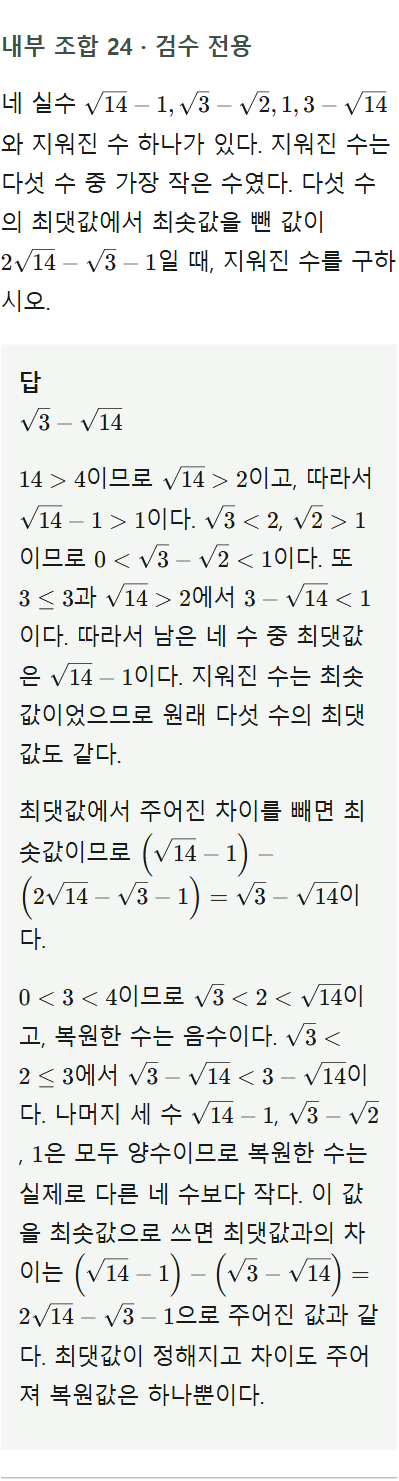 내부 조합 24 · 검수 전용
네 실수 √14 − 1, √3 − √2, 1, 3 − √14
와 지워진 수 하나가 있다. 지워진 수는
다섯 수 중 가장 작은 수였다. 다섯 수
의 최댓값에서 최솟값을 뺀 값이
2√14 − √3 − 1일 때, 지워진 수를 구하
시오.
답
√3 − √14
14 > 4이므로 √14 > 2이고, 따라서
√14 − 1 > 1이다. √3 < 2, √2 > 1
이므로 0 < √3 − √2 < 1이다. 또
3 ≤ 3과 √14 > 2에서 3 − √14 < 1
이다. 따라서 남은 네 수 중 최댓값
은 √14 − 1이다. 지워진 수는 최솟
값이었으므로 원래 다섯 수의 최댓
값도 같다.
최댓값에서 주어진 차이를 빼면 최
솟값이므로 (√14 − 1) −
(2√14 − √3 − 1) = √3 − √14이
다.
0 < 3 < 4이므로 √3 < 2 < √14이
고, 복원한 수는 음수이다. √3 <
2 ≤ 3에서 √3 − √14 < 3 − √14이
다. 나머지 세 수 √14 − 1, √3 − √2
, 1은 모두 양수이므로 복원한 수는
실제로 다른 네 수보다 작다. 이 값
을 최솟값으로 쓰면 최댓값과의 차
이는 (√14 − 1) − (√3 − √14) =
2√14 − √3 − 1으로 주어진 값과 같
다. 최댓값이 정해지고 차이도 주어
져 복원값은 하나뿐이다.